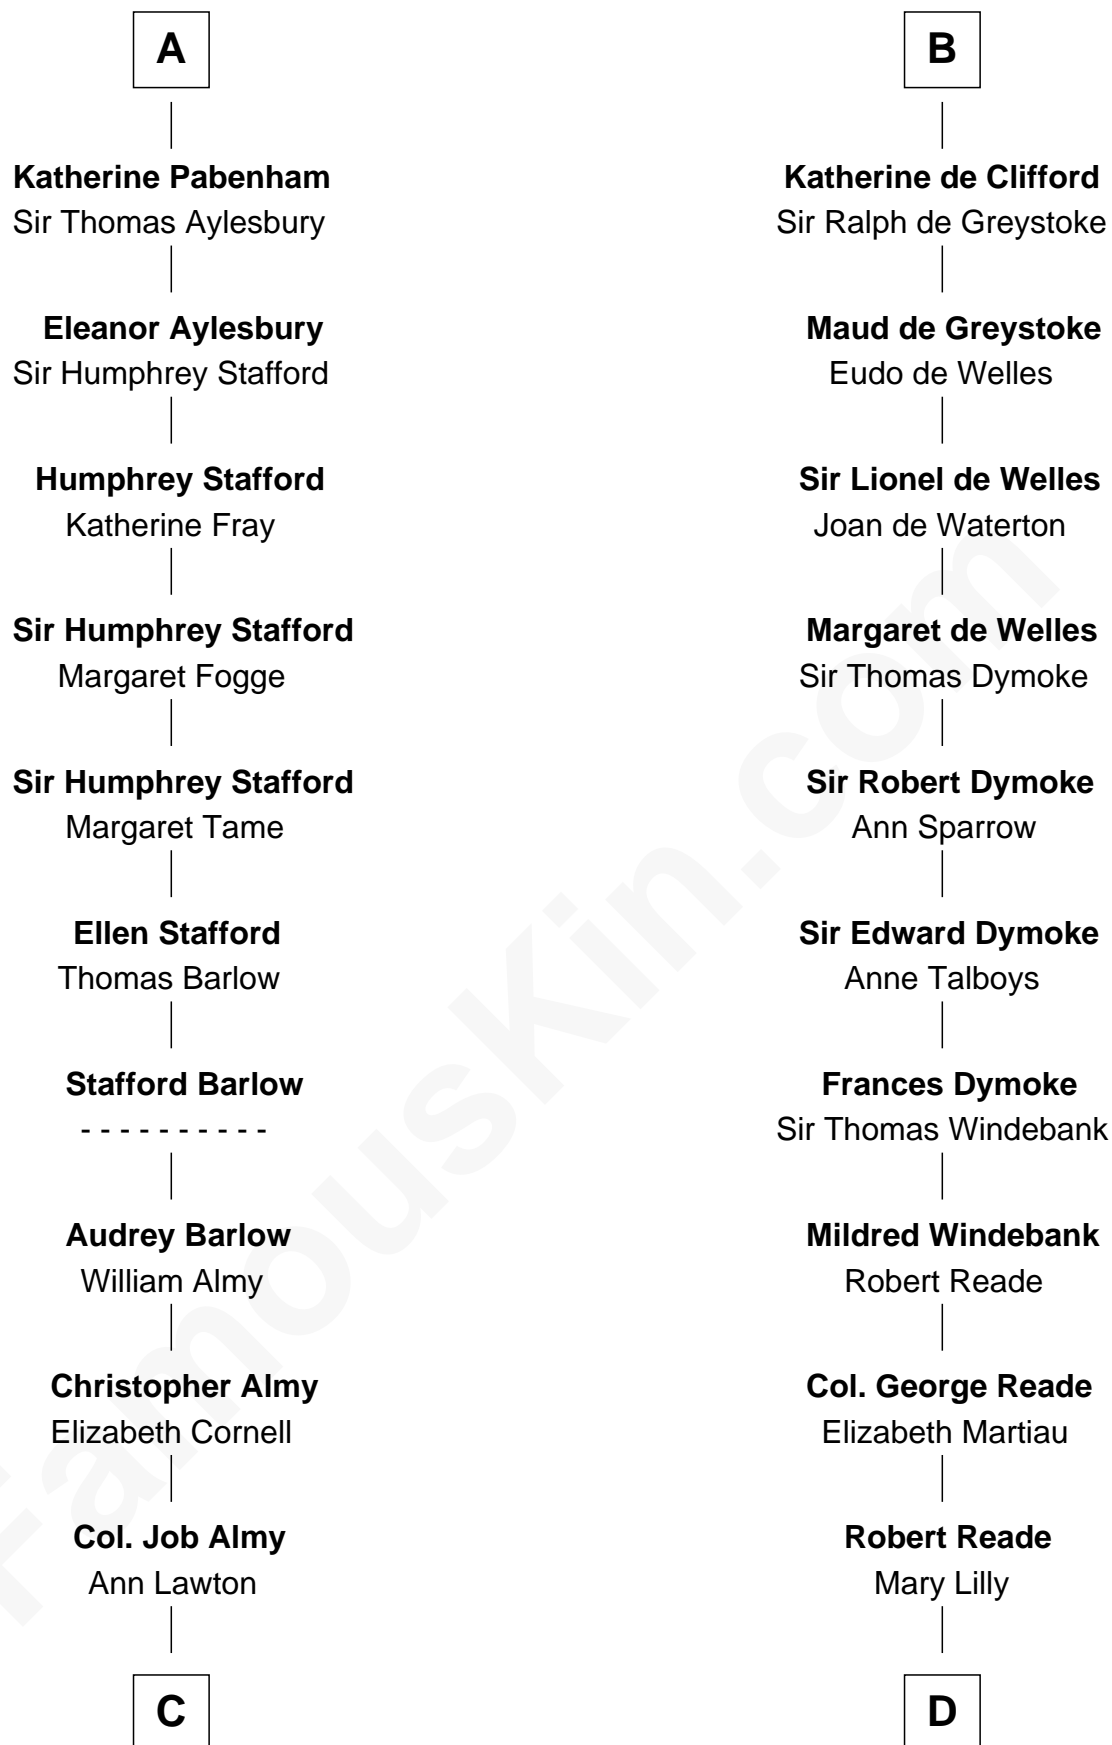 A
Katherine Pabenham
Sir Thomas Aylesbury
Eleanor Aylesbury
Sir Humphrey Stafford
Humphrey Stafford
Katherine Fray
Sir Humphrey Stafford
Margaret Fogge
Sir Humphrey Stafford
Margaret Tame
Ellen Stafford
Thomas Barlow
Stafford Barlow
- - - - - - - - - -
Audrey Barlow
William Almy
Christopher Almy
Elizabeth Cornell
Col. Job Almy
Ann Lawton
C
B
Katherine de Clifford
Sir Ralph de Greystoke
Maud de Greystoke
Eudo de Welles
Sir Lionel de Welles
Joan de Waterton
Margaret de Welles
Sir Thomas Dymoke
Sir Robert Dymoke
Ann Sparrow
Sir Edward Dymoke
Anne Talboys
Frances Dymoke
Sir Thomas Windebank
Mildred Windebank
Robert Reade
Col. George Reade
Elizabeth Martiau
Robert Reade
Mary Lilly
D
FamousKin.com